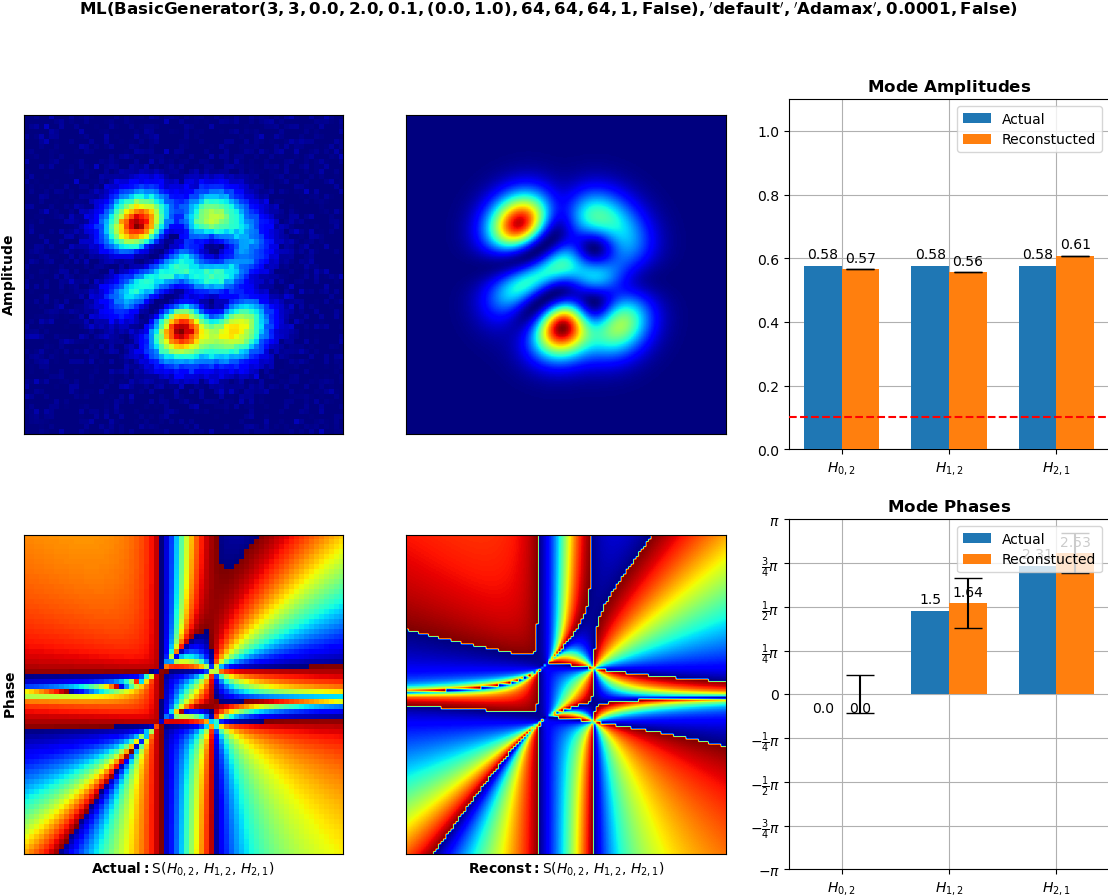 ML(BasicGenerator(3, 3, 0.0, 2.0, 0.1, (0.0, 1.0), 64, 64, 64, 1, False), 'default', 'Adamax', 0.0001, False)
Mode Amplitudes
Actual
Reconstucted
1.0
0.8
0.6
0.4
0.2
0.0
0.58 0.57 0.58 0.56 0.58 0.61
H0,2 H1,2 H2,1
Amplitude
Mode Phases
Actual
Reconstucted
π
3/4π
1/2π
1/4π
0
−1/4π
−1/2π
−3/4π
−π
0.0 0.0 1.5 1.64 2.31 2.53
H0,2 H1,2 H2,1
Phase
Actual: S(H0,2, H1,2, H2,1)
Reconst: S(H0,2, H1,2, H2,1)